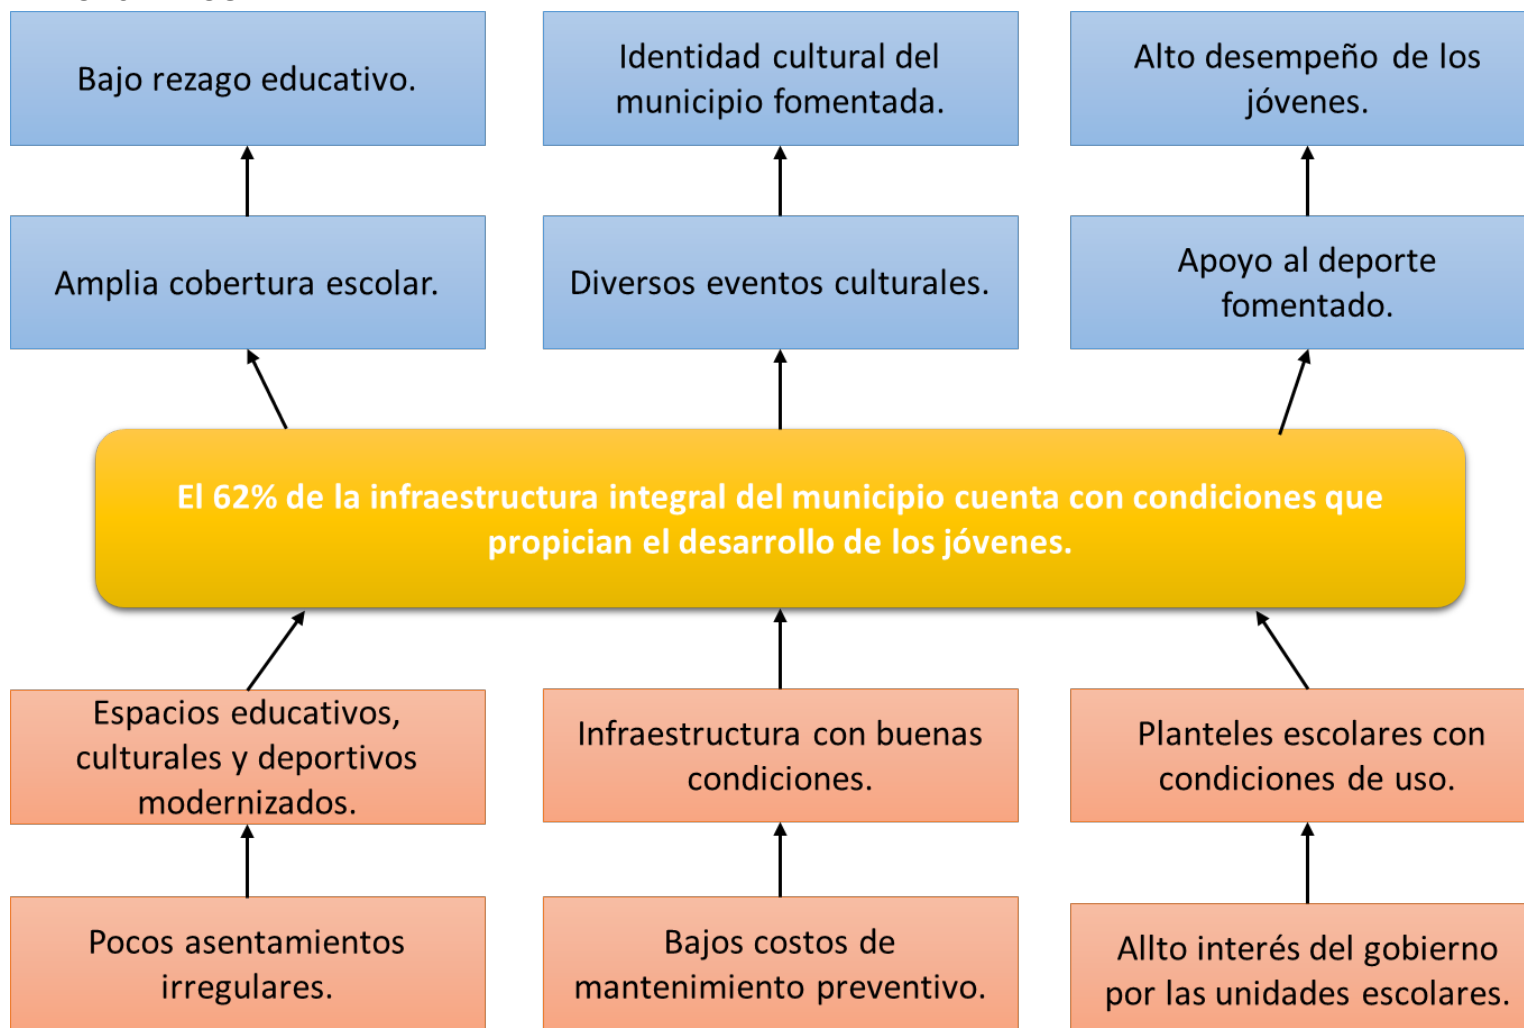 Bajo rezago educativo.
Identidad cultural del
municipio fomentada.
Alto desempeño de los
jóvenes.
Amplia cobertura escolar.
Diversos eventos culturales.
Apoyo al deporte
fomentado.
El 62% de la infraestructura integral del municipio cuenta con condiciones que
propician el desarrollo de los jóvenes.
Espacios educativos,
culturales y deportivos
modernizados.
Infraestructura con buenas
condiciones.
Planteles escolares con
condiciones de uso.
Pocos asentamientos
irregulares.
Bajos costos de
mantenimiento preventivo.
Allto interés del gobierno
por las unidades escolares.